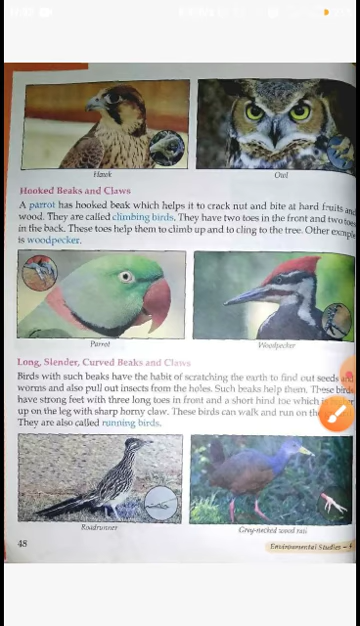 Hawk
Owl
Hooked Beaks and Claws
A parrot has hooked beak which helps it to crack nut and bite at hard fruits and
wood. They are called climbing birds. They have two toes in the front and two toes
in the back. These toes help them to climb up and to cling to the tree. Other example
is woodpecker.
Parrot
Woodpecker
Long, Slender, Curved Beaks and Claws
Birds with such beaks have the habit of scratching the earth to find out seeds and
worms and also pull out insects from the holes. Such beaks help them. These birds
have strong feet with three long toes in front and a short hind toe which is
up on the leg with sharp horny claw. These birds can walk and run on the
They are also called running birds.
Roadrunner
Grey-necked wood rail
48
Environmental Studies –